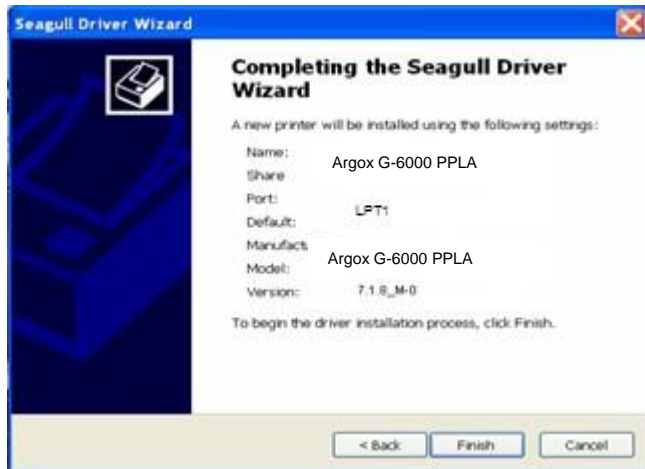 Seagull Driver Wizard
Completing the Seagull Driver
Wizard
A new printer will be installed using the following settings:
Name:
Argox G-6000 PPLA
Share
Port:
LPT1
Default:
Manufact
Argox G-6000 PPLA
Model:
Version: 7.1.8_M-0
To begin the driver installation process, click Finish.
< Back Finish Cancel